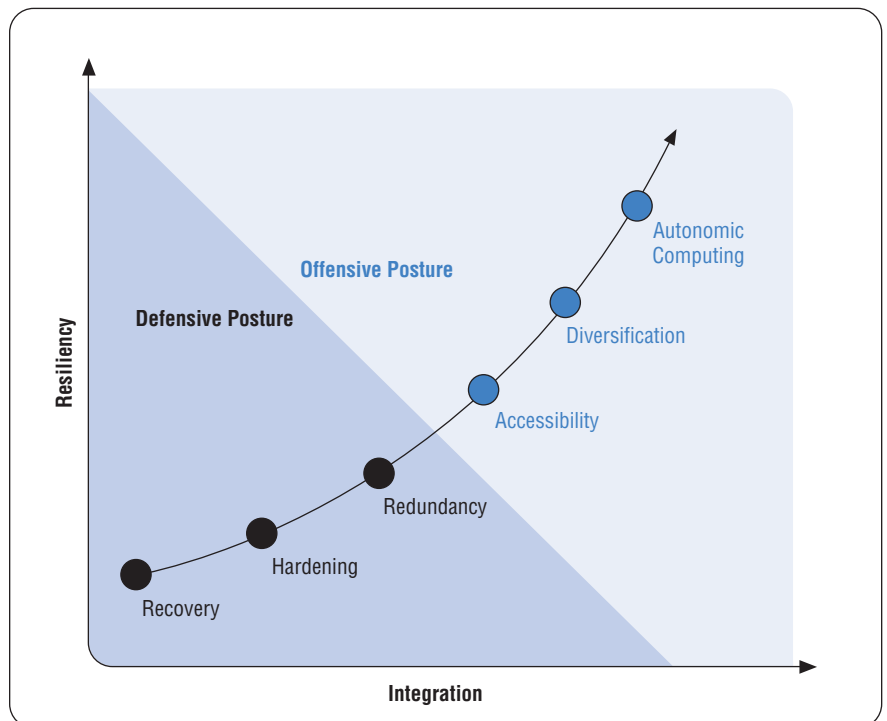 Autonomic
Computing
Offensive Posture
Defensive Posture
Diversification
Resiliency
Accessibility
Redundancy
Hardening
Recovery
Integration